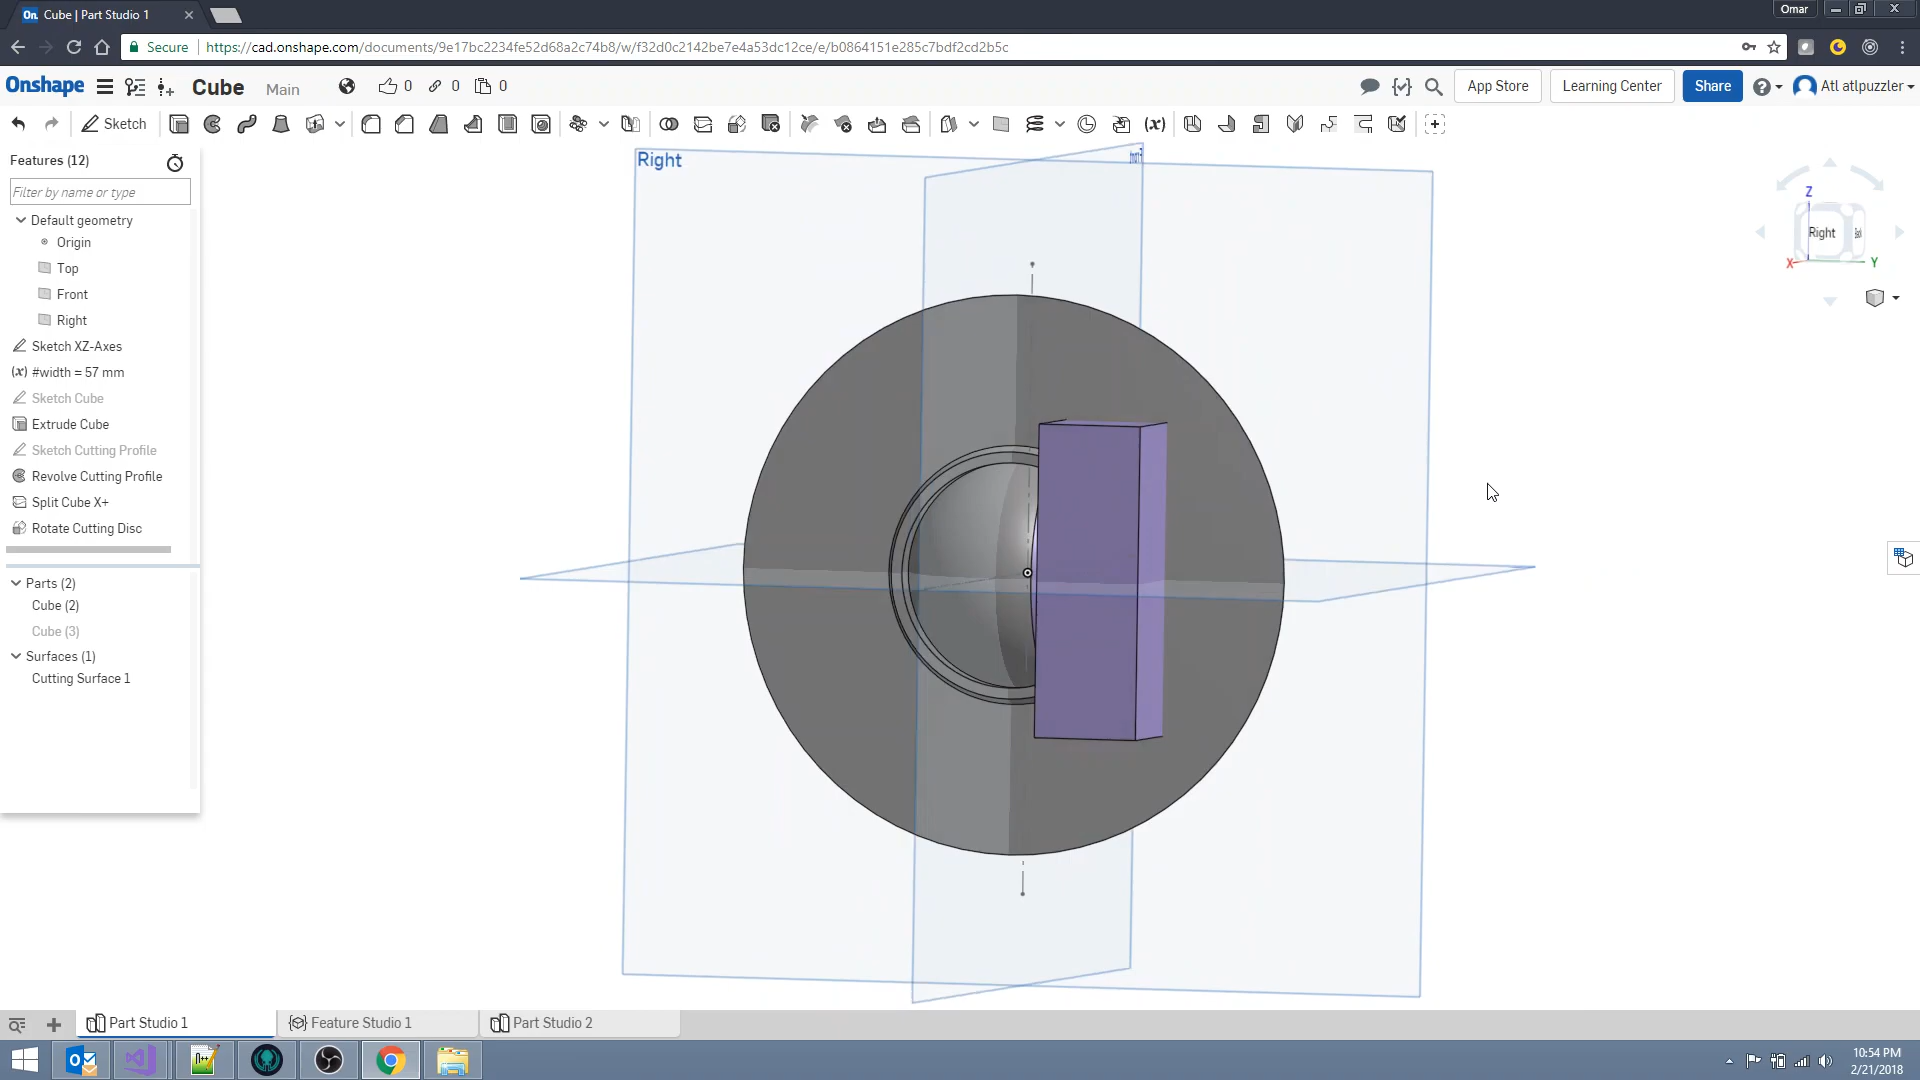 Cube | Part Studio 1
Omar
Secure
https://cad.onshape.com/documents/9e17bc2234fe52d68a2c74b8/w/f32d0c2142be7e4a53dc12ce/e/b0864151e285c7bdf2cd2b5c
Onshape
Cube
Main
0
0
0
App Store
Learning Center
Share
Atl atlpuzzler
Sketch
(x)
Features (12)
Filter by name or type
Default geometry
Origin
Top
Front
Right
Sketch XZ-Axes
(x) #width = 57 mm
Sketch Cube
Extrude Cube
Sketch Cutting Profile
Revolve Cutting Profile
Split Cube X+
Rotate Cutting Disc
Parts (2)
Cube (2)
Cube (3)
Surfaces (1)
Cutting Surface 1
Right
Z
Right
X
Y
Part Studio 1
Feature Studio 1
Part Studio 2
10:54 PM
2/21/2018